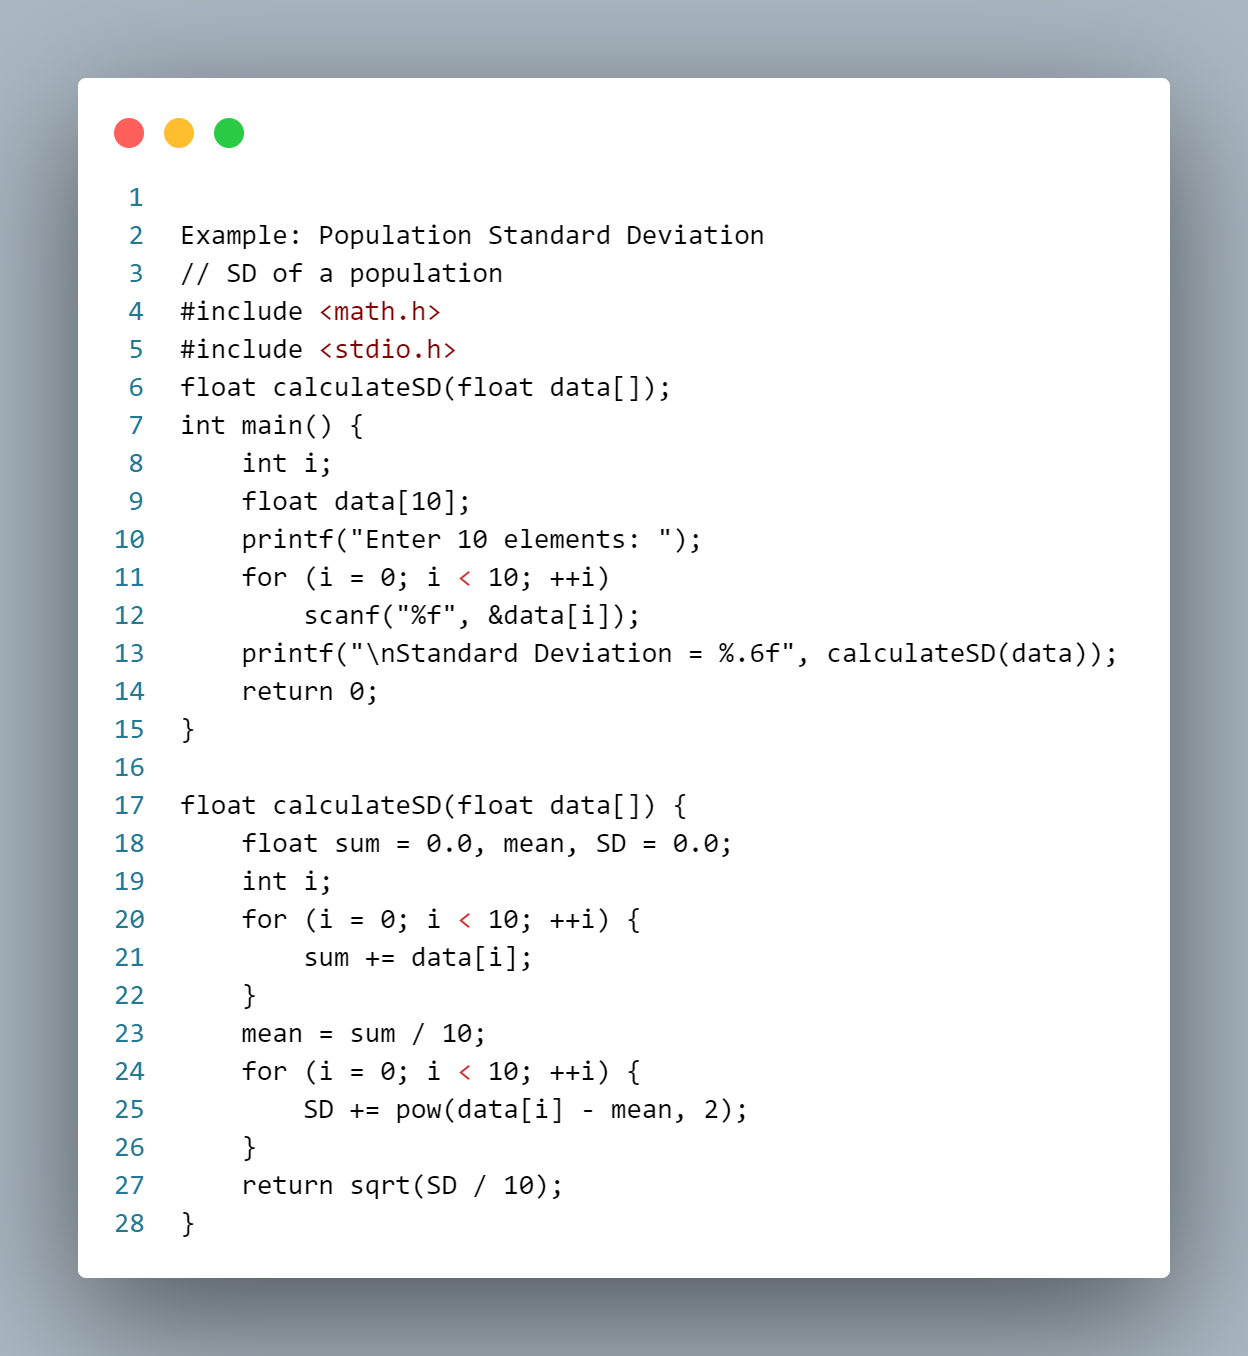 1
2 Example: Population Standard Deviation
3 // SD of a population
4 #include <math.h>
5 #include <stdio.h>
6 float calculateSD(float data[]);
7 int main() {
8     int i;
9     float data[10];
10     printf("Enter 10 elements: ");
11     for (i = 0; i < 10; ++i)
12         scanf("%f", &data[i]);
13     printf("\nStandard Deviation = %.6f", calculateSD(data));
14     return 0;
15 }
16
17 float calculateSD(float data[]) {
18     float sum = 0.0, mean, SD = 0.0;
19     int i;
20     for (i = 0; i < 10; ++i) {
21         sum += data[i];
22     }
23     mean = sum / 10;
24     for (i = 0; i < 10; ++i) {
25         SD += pow(data[i] - mean, 2);
26     }
27     return sqrt(SD / 10);
28 }